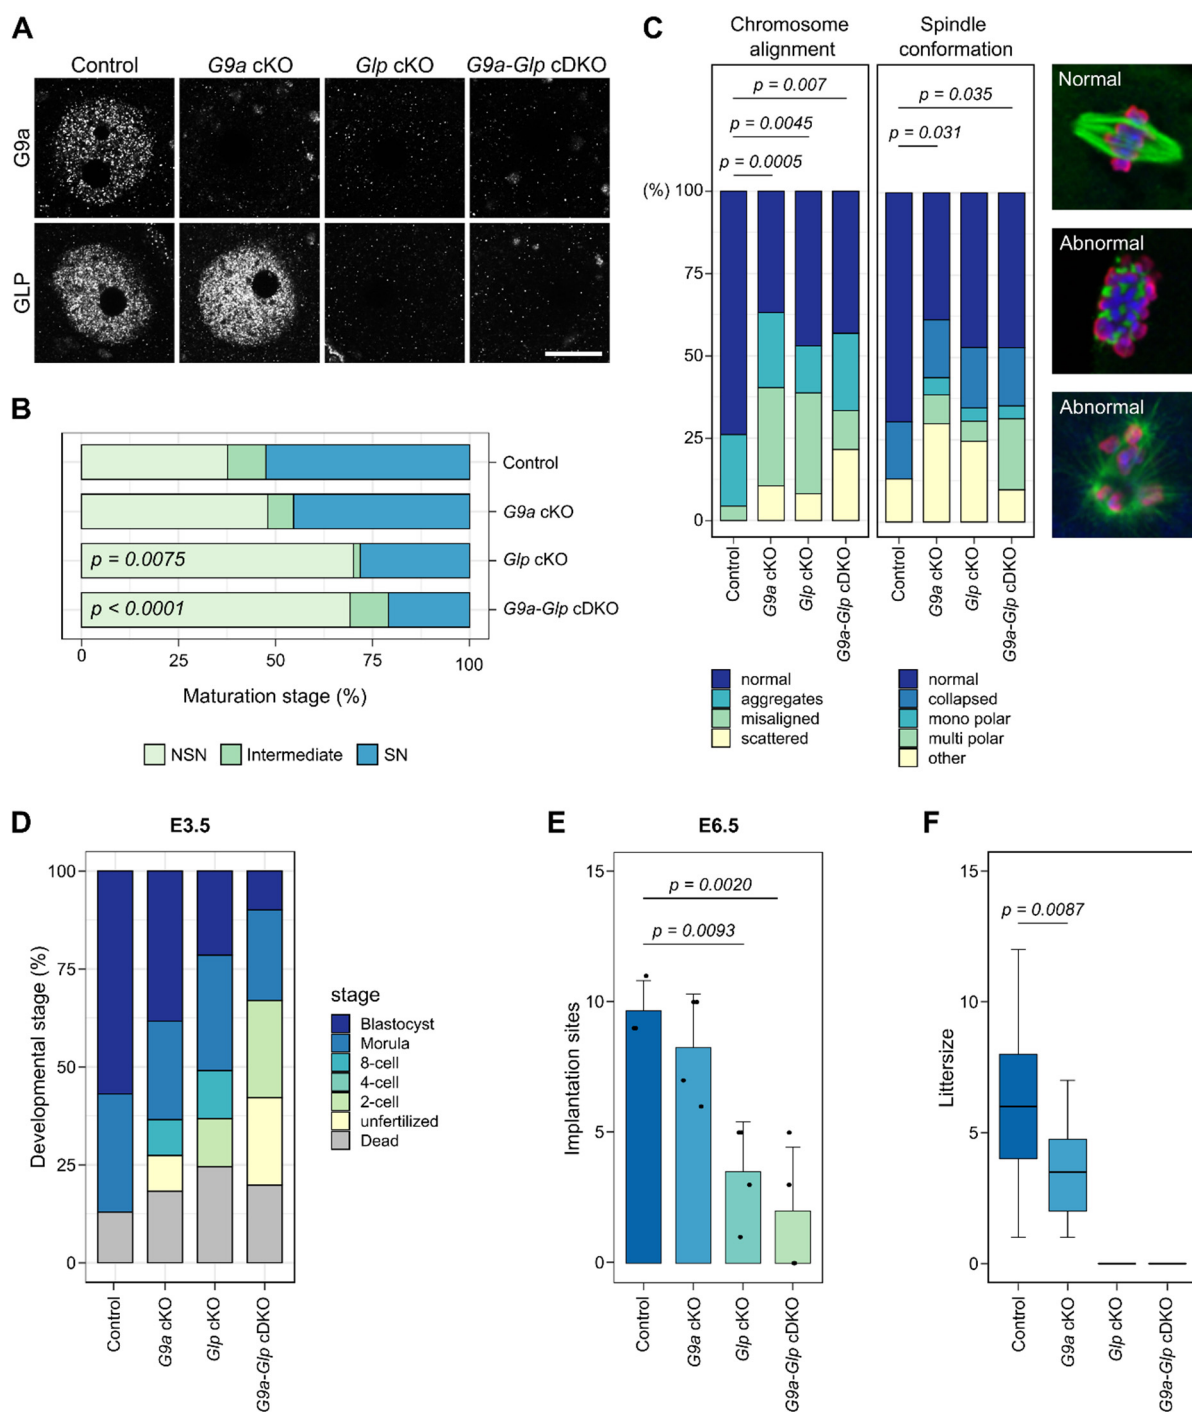 A
Control
G9a cKO
Glp cKO
G9a-Glp cDKO
G9a
GLP
B
Control
G9a cKO
p = 0.0075
Glp cKO
p < 0.0001
G9a-Glp cDKO
0
25
50
75
100
Maturation stage (%)
NSN
Intermediate
SN
C
Chromosome
alignment
Spindle
conformation
p = 0.007
p = 0.0045
p = 0.0005
p = 0.035
p = 0.031
(%)
100
75
50
25
0
Control
G9a cKO
Glp cKO
G9a-Glp cDKO
Control
G9a cKO
Glp cKO
G9a-Glp cDKO
normal
aggregates
misaligned
scattered
normal
collapsed
mono polar
multi polar
other
Normal
Abnormal
Abnormal
D
E3.5
Developmental stage (%)
100
75
50
25
0
Control
G9a cKO
Glp cKO
G9a-Glp cDKO
stage
Blastocyst
Morula
8-cell
4-cell
2-cell
unfertilized
Dead
E
E6.5
Implantation sites
15
10
5
0
p = 0.0020
p = 0.0093
Control
G9a cKO
Glp cKO
G9a-Glp cDKO
F
Littersize
15
10
5
0
p = 0.0087
Control
G9a cKO
Glp cKO
G9a-Glp cDKO